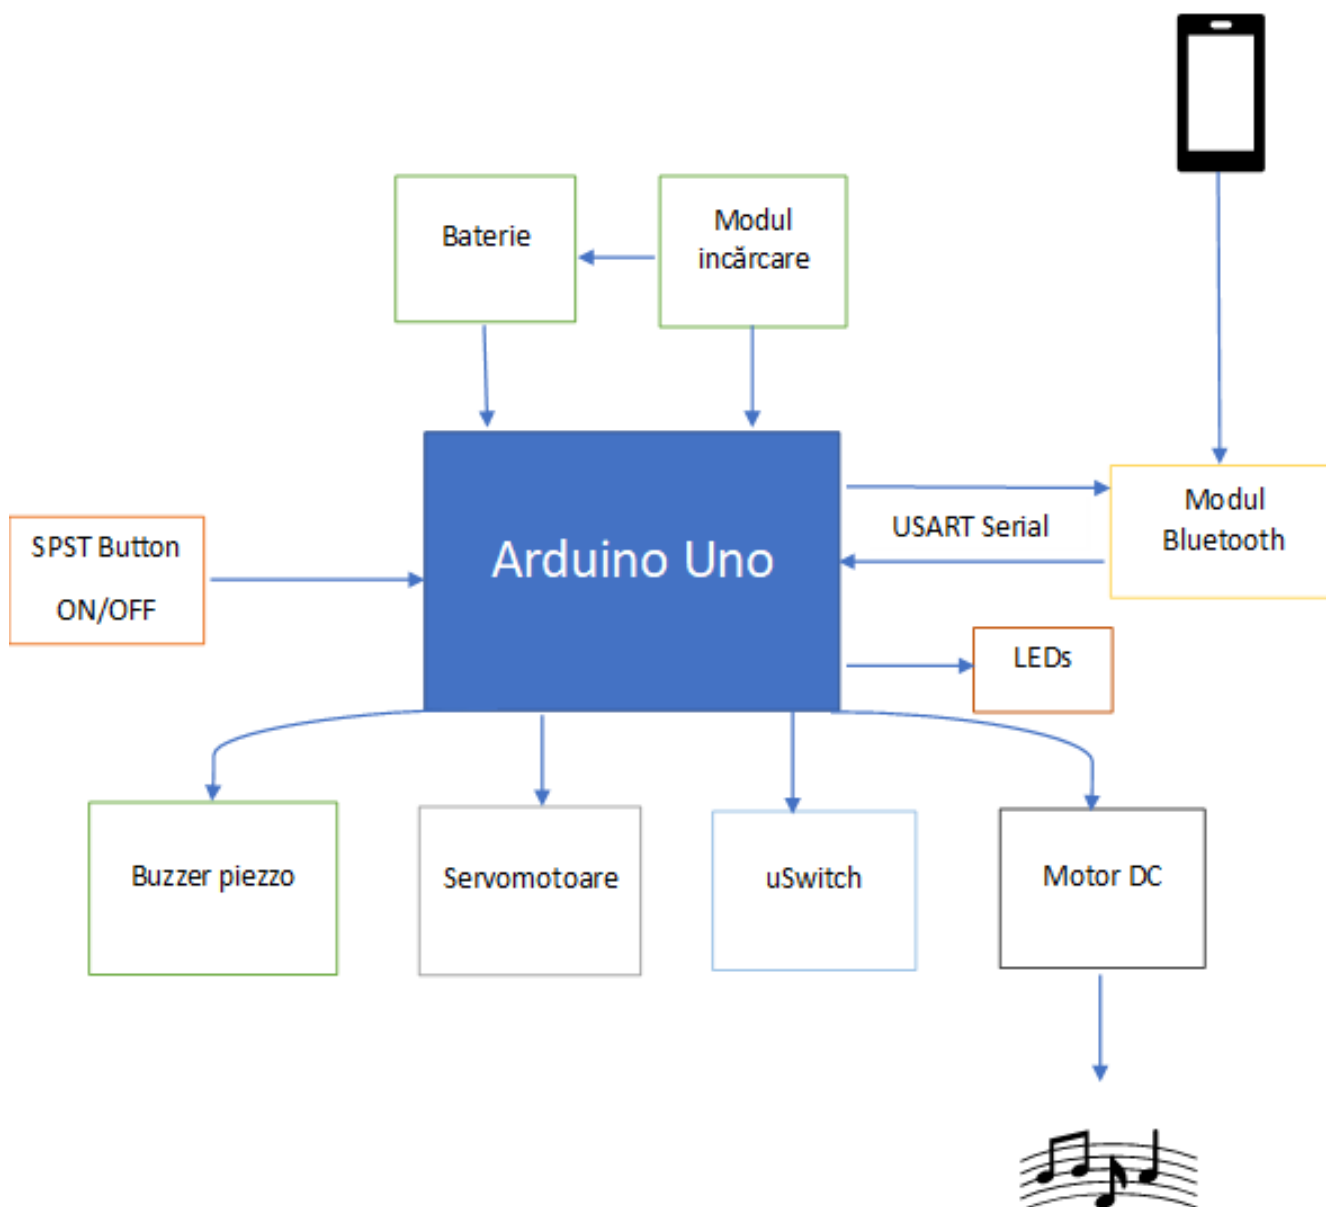 Baterie
Modul
incărcare
Modul
Bluetooth
USART Serial
SPST Button
ON/OFF
Arduino Uno
LEDs
Buzzer piezzo
Servomotoare
uSwitch
Motor DC